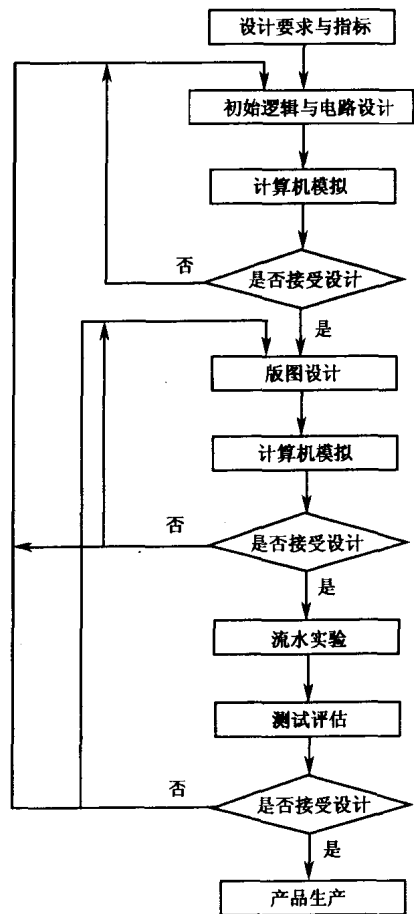 设计要求与指标
初始逻辑与电路设计
计算机模拟
否
是否接受设计
是
版图设计
计算机模拟
否
是否接受设计
是
流水实验
测试评估
否
是否接受设计
是
产品生产